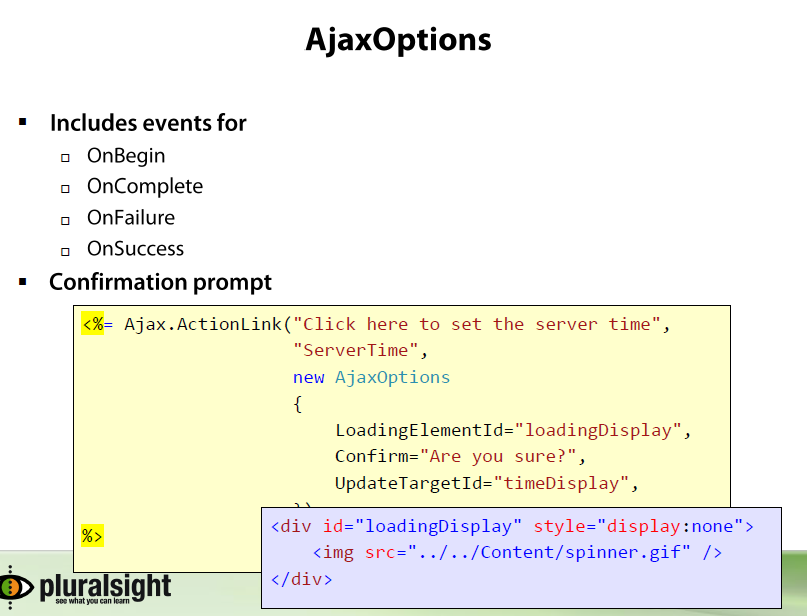 AjaxOptions
Includes events for
OnBegin
OnComplete
OnFailure
OnSuccess
Confirmation prompt
<%= Ajax.ActionLink("Click here to set the server time",
"ServerTime",
new AjaxOptions
{
LoadingElementId="loadingDisplay",
Confirm="Are you sure?",
UpdateTargetId="timeDisplay",
})
%>
<div id="loadingDisplay" style="display:none">
<img src="../../Content/spinner.gif" />
</div>
pluralsight
see what you can learn